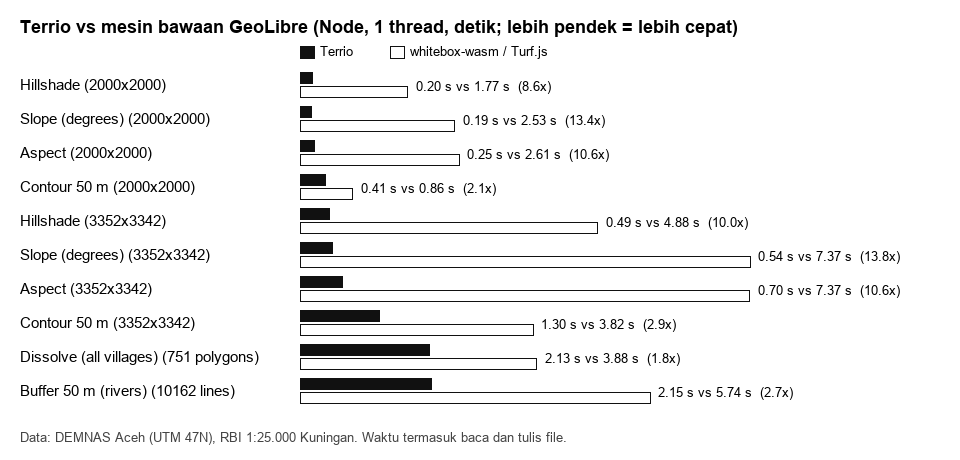 Terrio vs mesin bawaan GeoLibre (Node, 1 thread, detik; lebih pendek = lebih cepat)
Terrio whitebox-wasm / Turf.js
Hillshade (2000x2000) 0.20 s vs 1.77 s (8.6x)
Slope (degrees) (2000x2000) 0.19 s vs 2.53 s (13.4x)
Aspect (2000x2000) 0.25 s vs 2.61 s (10.6x)
Contour 50 m (2000x2000) 0.41 s vs 0.86 s (2.1x)
Hillshade (3352x3342) 0.49 s vs 4.88 s (10.0x)
Slope (degrees) (3352x3342) 0.54 s vs 7.37 s (13.8x)
Aspect (3352x3342) 0.70 s vs 7.37 s (10.6x)
Contour 50 m (3352x3342) 1.30 s vs 3.82 s (2.9x)
Dissolve (all villages) (751 polygons) 2.13 s vs 3.88 s (1.8x)
Buffer 50 m (rivers) (10162 lines) 2.15 s vs 5.74 s (2.7x)
Data: DEMNAS Aceh (UTM 47N), RBI 1:25.000 Kuningan. Waktu termasuk baca dan tulis file.